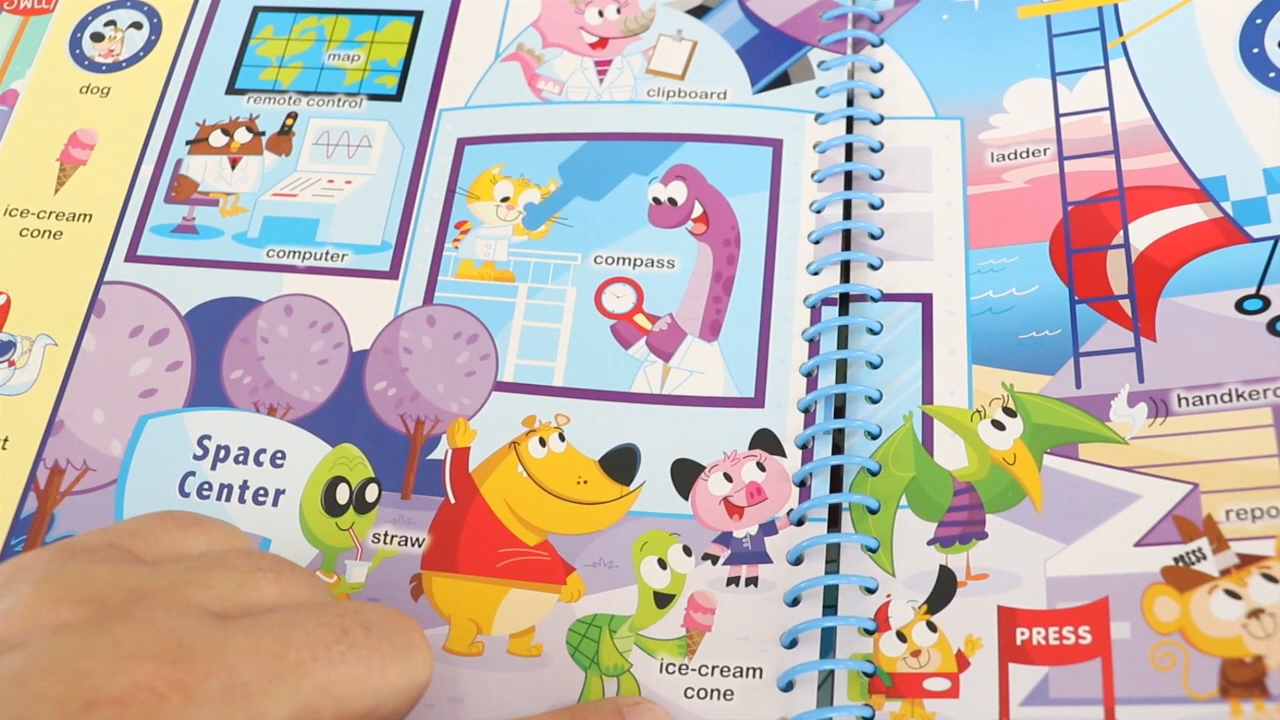 dog
ice-cream
cone
map
remote control
computer
clipboard
compass
ladder
Space
Center
straw
ice-cream
cone
PRESS
PRESS